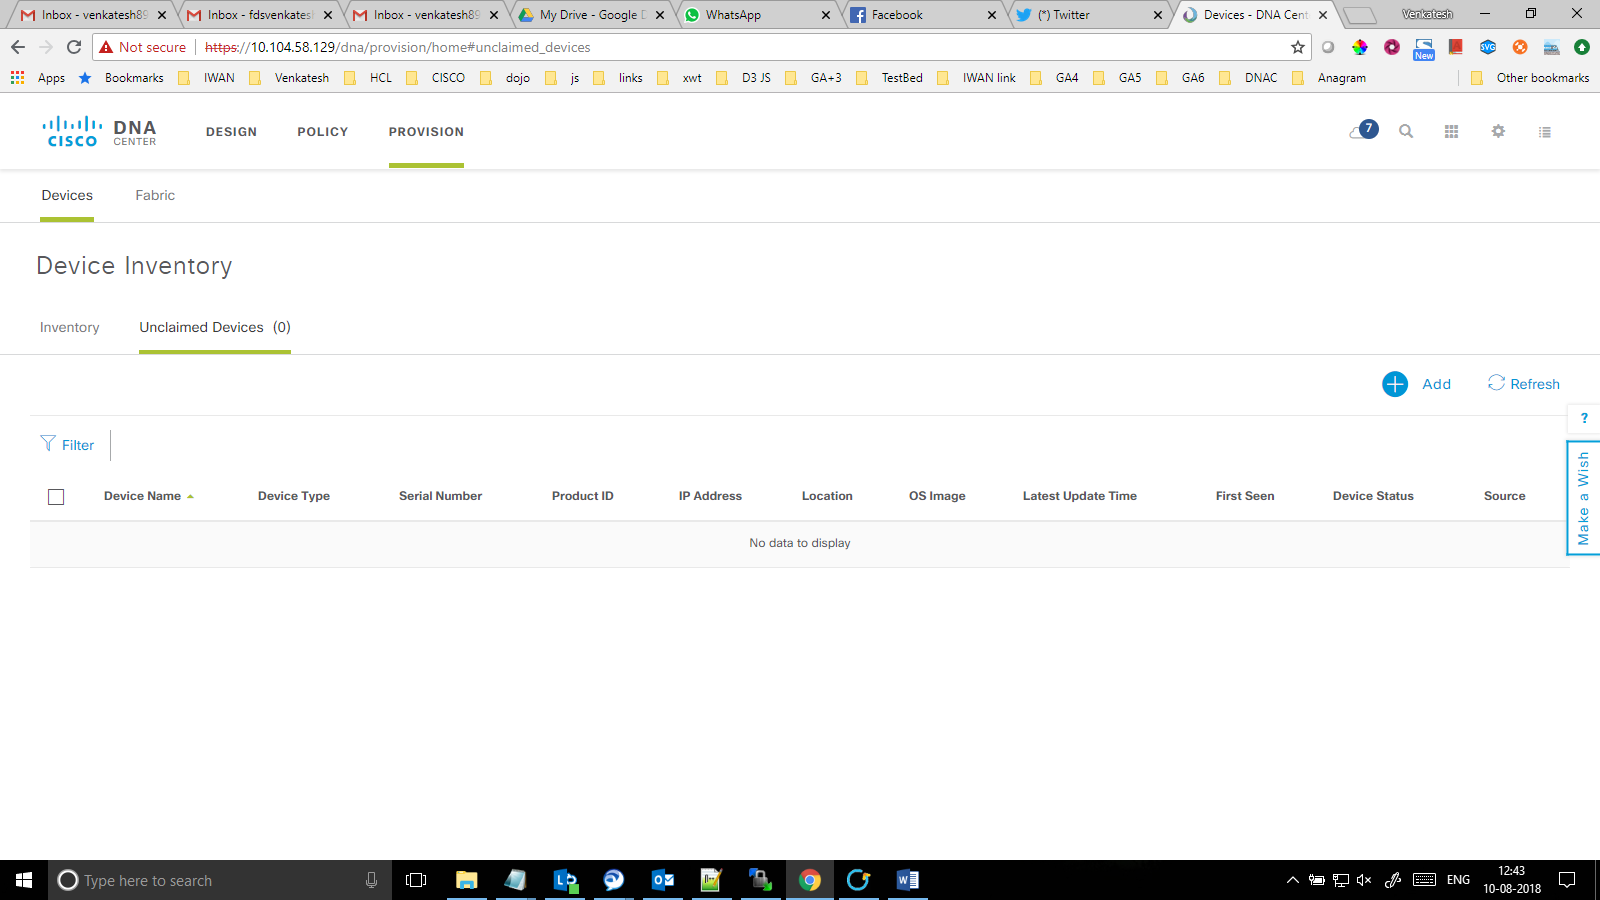 Inbox - venkatesh89 Inbox - fdsvenkatesh Inbox - venkatesh89 My Drive - Google D WhatsApp Facebook (*) Twitter Devices - DNA Cent Venkatesh
Not secure https://10.104.58.129/dna/provision/home#unclaimed_devices
New SVG
Apps Bookmarks IWAN Venkatesh HCL CISCO dojo js links xwt D3 JS GA+3 TestBed IWAN link GA4 GA5 GA6 DNAC Anagram Other bookmarks
CISCO DNA CENTER DESIGN POLICY PROVISION 7
Devices Fabric
Device Inventory
Inventory Unclaimed Devices (0)
Add Refresh
?
Filter
Make a Wish
Device Name Device Type Serial Number Product ID IP Address Location OS Image Latest Update Time First Seen Device Status Source
No data to display
Type here to search ENG 12:43
10-08-2018